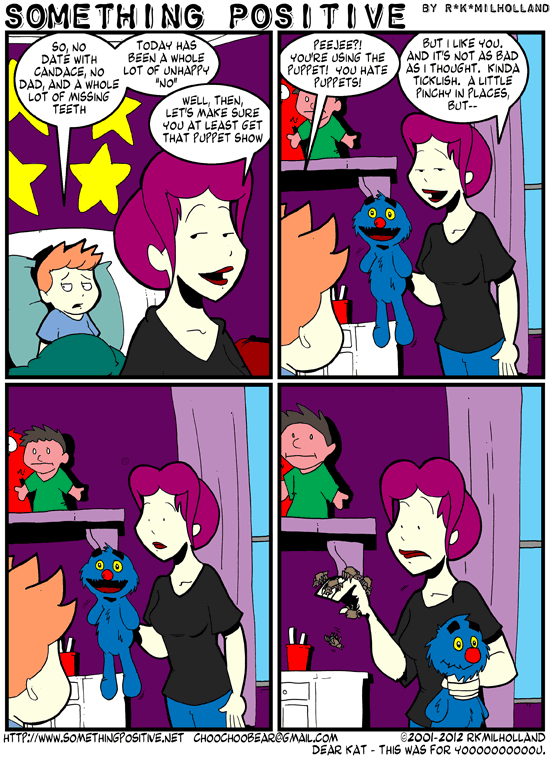 SOMETHING POSITIVE BY R*K*MILHOLLAND
SO, NO
DATE WITH
CANDACE, NO
DAD, AND A WHOLE
LOT OF MISSING
TEETH
TODAY HAS
BEEN A WHOLE
LOT OF UNHAPPY
"NO"
WELL, THEN,
LET'S MAKE SURE
YOU AT LEAST GET
THAT PUPPET SHOW
PEEJEE?!
YOU'RE USING THE
PUPPET! YOU HATE
PUPPETS!
BUT I LIKE YOU.
AND IT'S NOT AS BAD
AS I THOUGHT. KINDA
TICKLISH. A LITTLE
PINCHY IN PLACES,
BUT--
HTTP://WWW.SOMETHINGPOSITIVE.NET CHOOCHOOBEAR@GMAIL.COM ©2001-2012 RKMILHOLLAND
DEAR KAT - THIS WAS FOR YOOOOOOOOOOU.